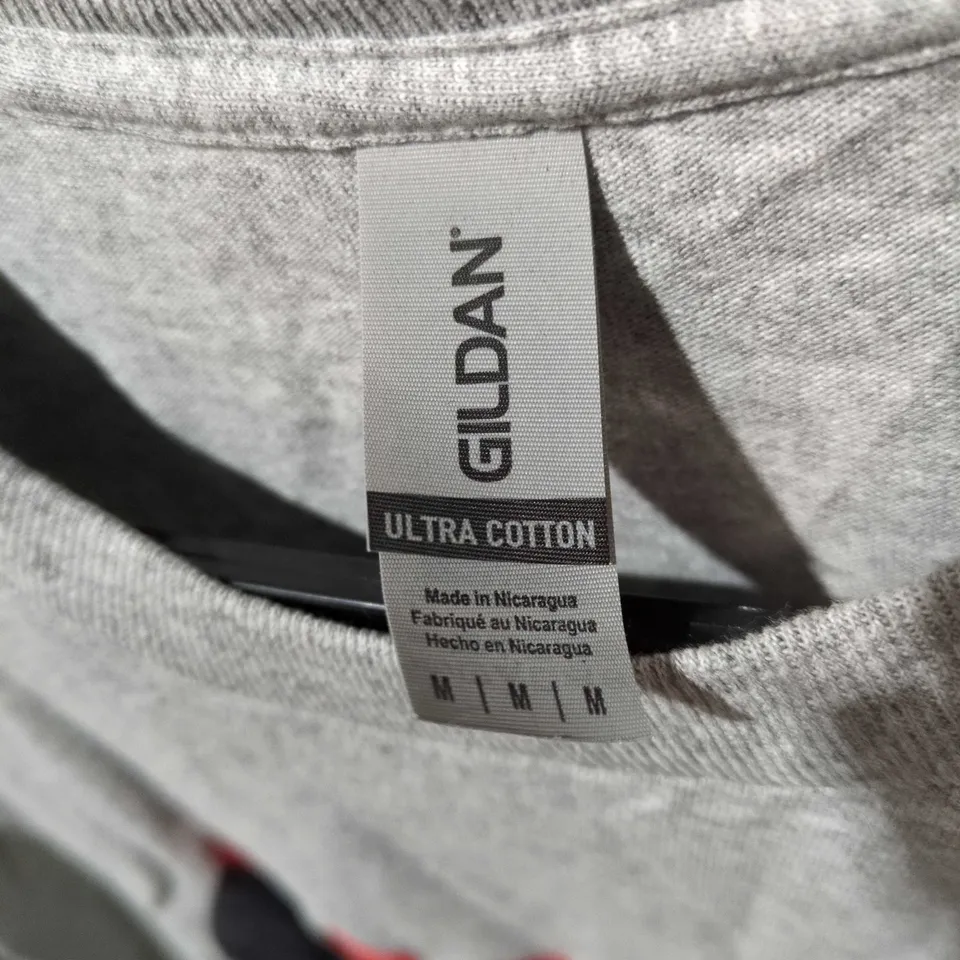 GILDAN®
ULTRA COTTON
Made in Nicaragua
Fabriqué au Nicaragua
Hecho en Nicaragua
M | M | M